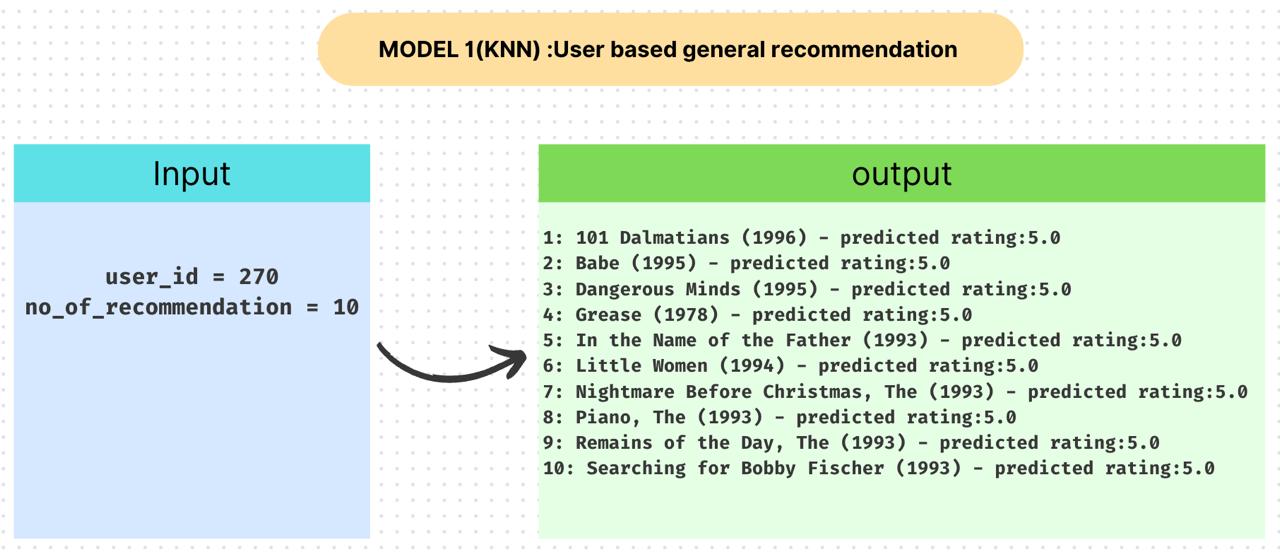 MODEL 1(KNN) :User based general recommendation
Input
user_id = 270
no_of_recommendation = 10
output
1: 101 Dalmatians (1996) - predicted rating:5.0
2: Babe (1995) - predicted rating:5.0
3: Dangerous Minds (1995) - predicted rating:5.0
4: Grease (1978) - predicted rating:5.0
5: In the Name of the Father (1993) - predicted rating:5.0
6: Little Women (1994) - predicted rating:5.0
7: Nightmare Before Christmas, The (1993) - predicted rating:5.0
8: Piano, The (1993) - predicted rating:5.0
9: Remains of the Day, The (1993) - predicted rating:5.0
10: Searching for Bobby Fischer (1993) - predicted rating:5.0